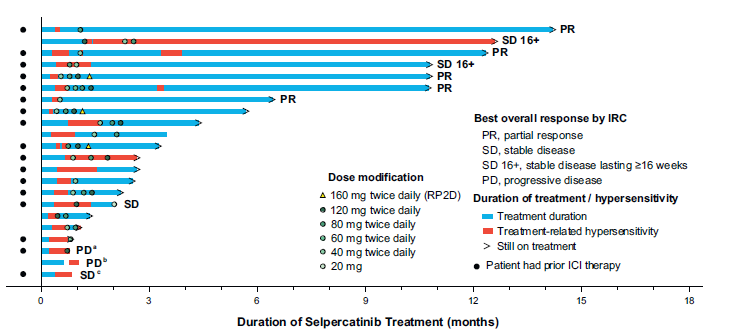 PR
SD 16+
PR
SD 16+
PR
PR
PR
SD
PDᵃ
PDᵇ
SDᶜ
Dose modification
160 mg twice daily (RP2D)
120 mg twice daily
80 mg twice daily
60 mg twice daily
40 mg twice daily
20 mg
Best overall response by IRC
PR, partial response
SD, stable disease
SD 16+, stable disease lasting ≥16 weeks
PD, progressive disease
Duration of treatment / hypersensitivity
Treatment duration
Treatment-related hypersensitivity
> Still on treatment
Patient had prior ICI therapy
0 3 6 9 12 15 18
Duration of Selpercatinib Treatment (months)